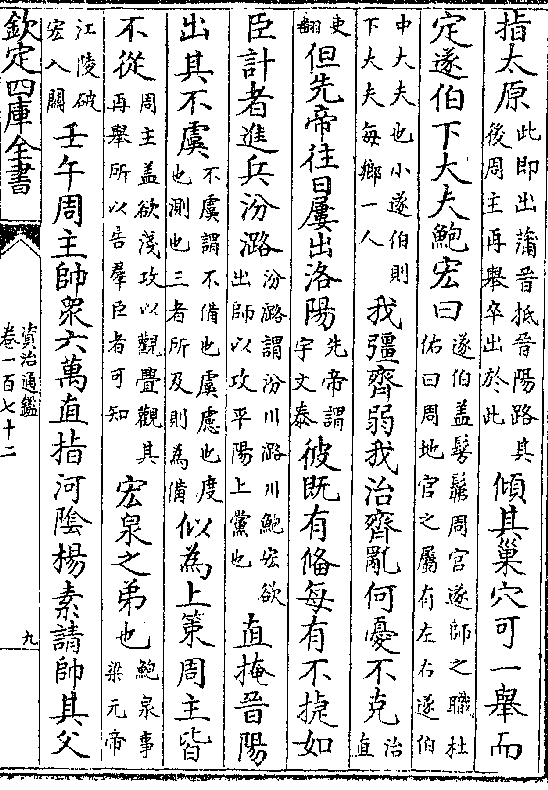 指太原此即出蒲晉抵晉陽路其後周主再舉卒出於此傾其巢穴可一舉而
定遂伯下大夫鮑宏曰遂伯盖髣髴周官遂師之職杜佑曰周地官之屬有左右遂伯
中大夫也小遂伯則下大夫每鄉一人我彊齊弱我治齊亂何憂不克治直
吏翻但先帝往日屢出洛陽先帝謂宇文泰彼既有備每有不捷如
臣計者進兵汾潞汾潞謂汾川潞川鮑宏欲出師以攻平陽上黨也直掩晉陽
出其不虞不虞謂不備也虞慮也度也測也三者所及則為備似為上策周主皆
不從周主盖欲淺攻以觀釁觀其再舉所以告羣臣者可知宏泉之弟也鮑泉事梁元帝
江陵破宏入關壬午周主帥衆六萬直指河陰楊素請帥其父
欽定四庫全書
資治通鑑
卷一百七十二
九